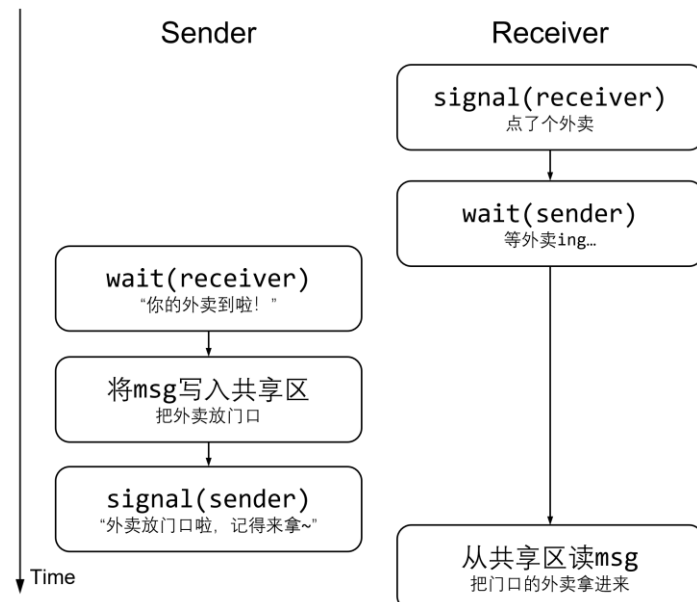 Sender
Receiver
signal(receiver)
点了个外卖
wait(sender)
等外卖ing…
wait(receiver)
“你的外卖到啦！”
将msg写入共享区
把外卖放门口
signal(sender)
“外卖放门口啦，记得来拿~”
从共享区读msg
把门口的外卖拿进来
Time